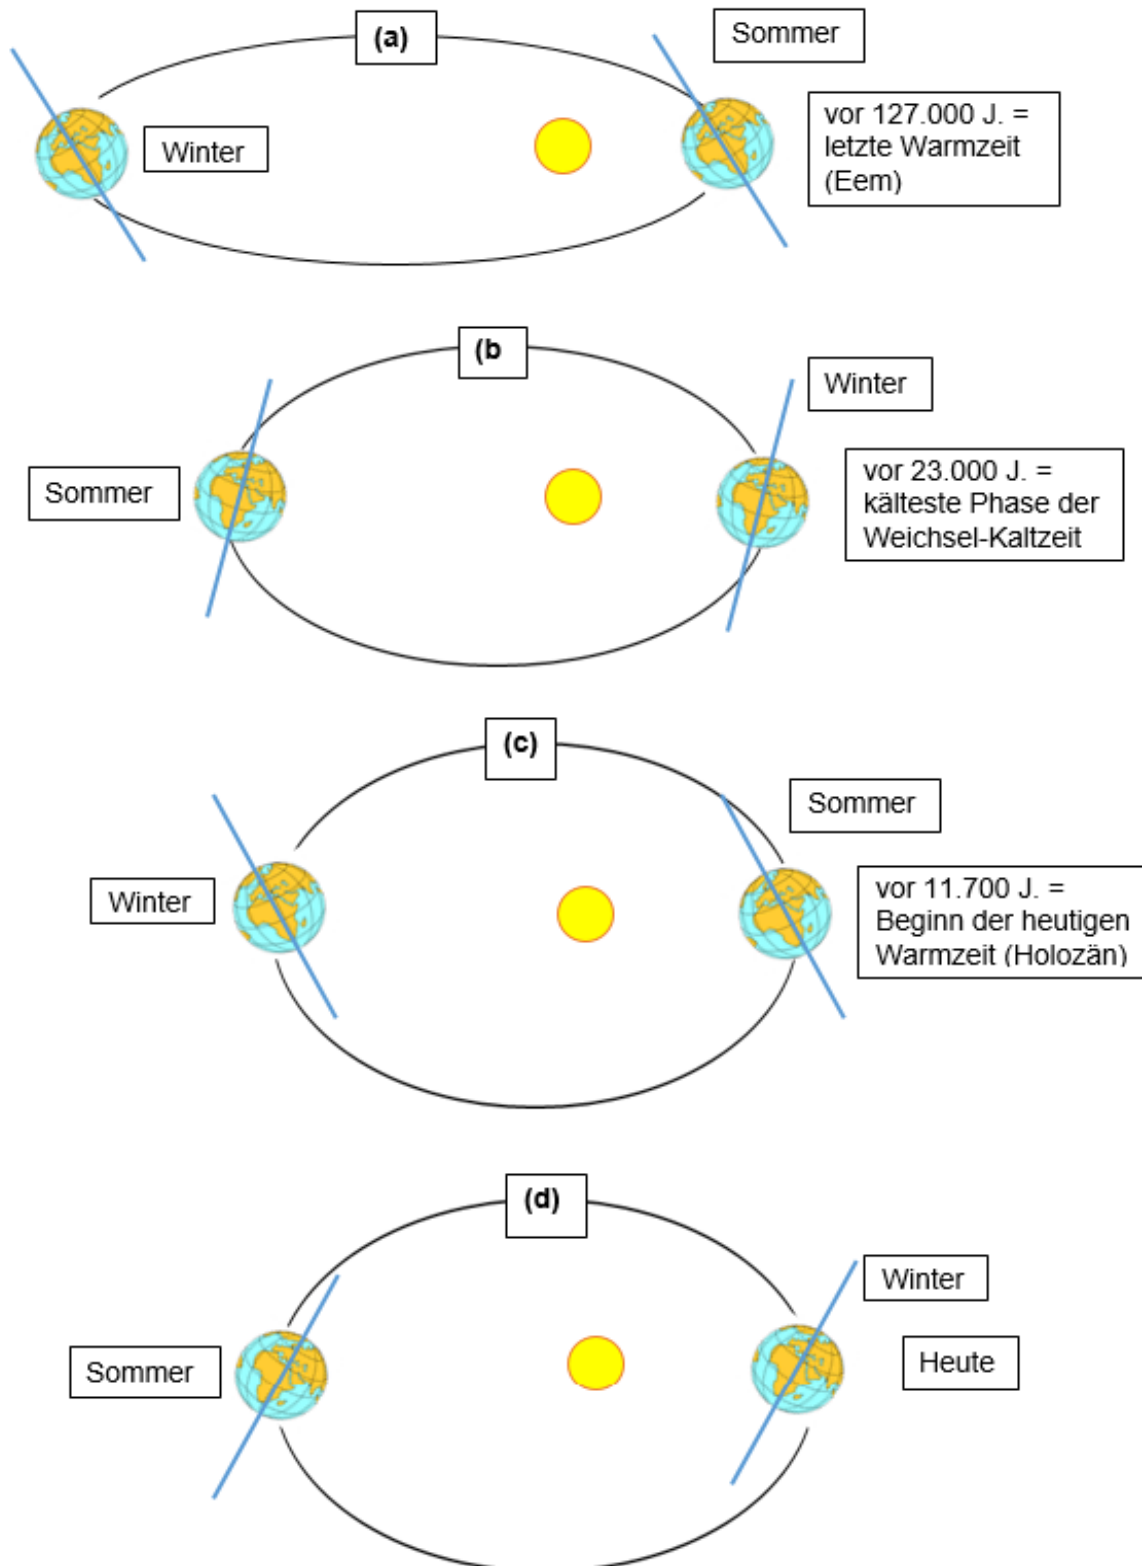 (a)
Sommer
Winter
vor 127.000 J. =
letzte Warmzeit
(Eem)
(b
Winter
Sommer
vor 23.000 J. =
kälteste Phase der
Weichsel-Kaltzeit
(c)
Sommer
Winter
vor 11.700 J. =
Beginn der heutigen
Warmzeit (Holozän)
(d)
Winter
Sommer
Heute